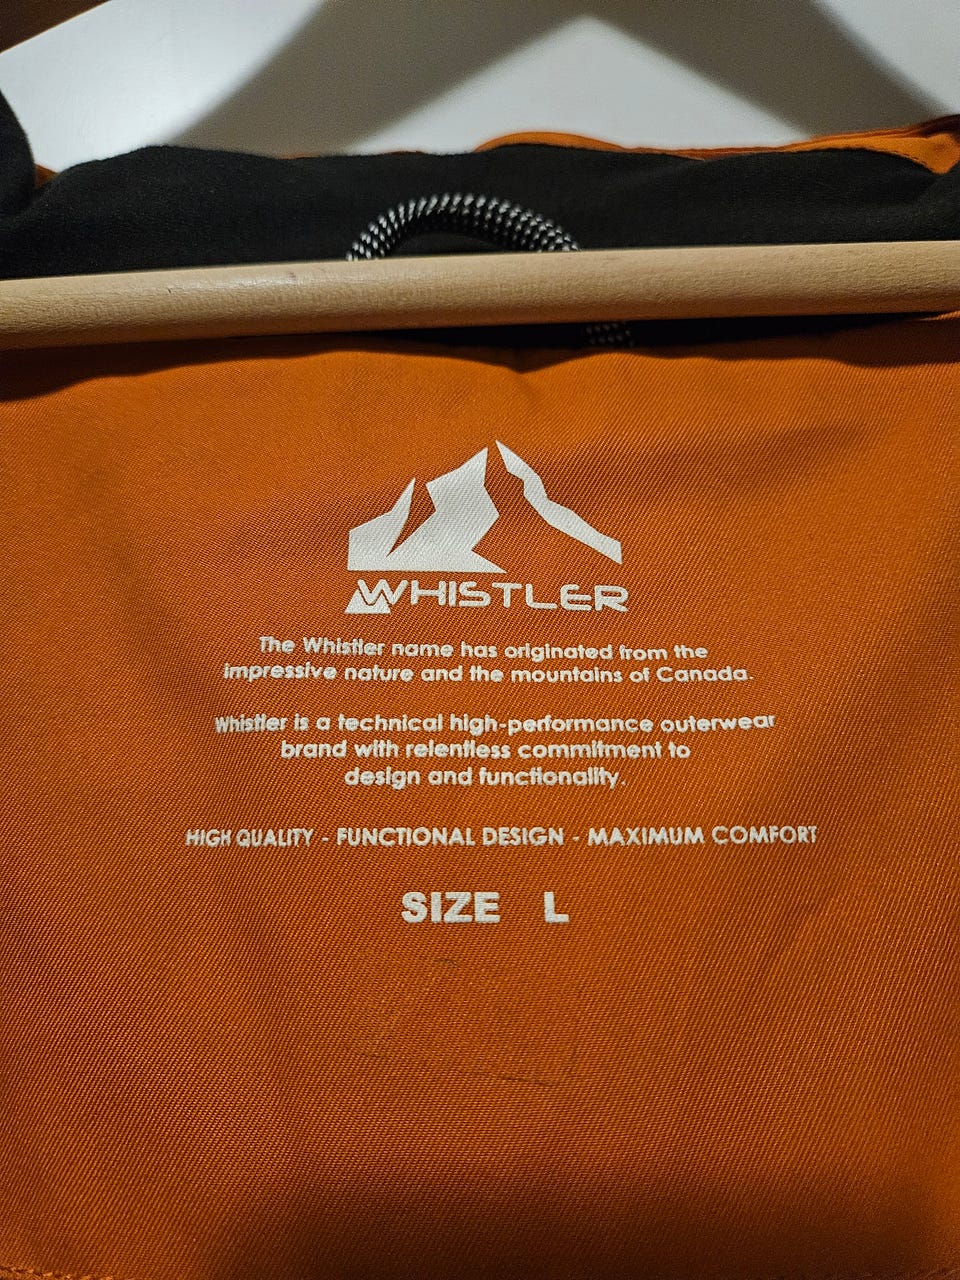 WHISTLER
The Whistler name has originated from the
impressive nature and the mountains of Canada.
Whistler is a technical high-performance outerwear
brand with relentless commitment to
design and functionality.
HIGH QUALITY - FUNCTIONAL DESIGN - MAXIMUM COMFORT
SIZE L